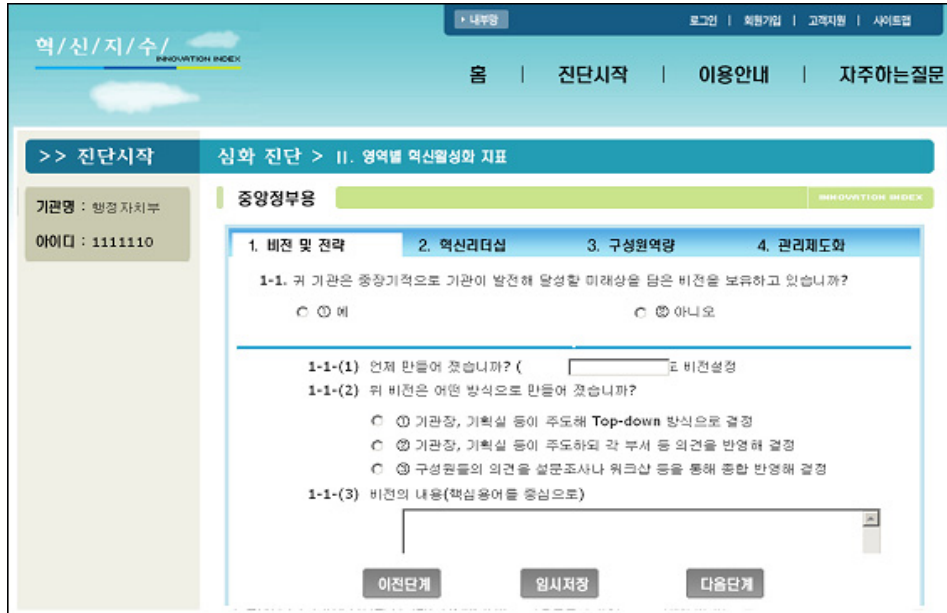 ▸ 내부망
로그인 | 회원가입 | 고객지원 | 사이트맵
혁/신/지/수/
INNOVATION INDEX
홈 | 진단시작 | 이용안내 | 자주하는질문
>> 진단시작
심화 진단 > II. 영역별 혁신활성화 지표
기관명 : 행정자치부
아이디 : 1111110
중앙정부용
INNOVATION INDEX
1. 비전 및 전략 2. 혁신리더십 3. 구성원역량 4. 관리제도화
1-1. 귀 기관은 중장기적으로 기관이 발전해 달성할 미래상을 담은 비전을 보유하고 있습니까?
① 예 ② 아니오
1-1-(1) 언제 만들어 졌습니까? ( 비전설정
1-1-(2) 위 비전은 어떤 방식으로 만들어 졌습니까?
① 기관장, 기획실 등이 주도해 Top-down 방식으로 결정
② 기관장, 기획실 등이 주도하되 각 부서 등 의견을 반영해 결정
③ 구성원들의 의견을 설문조사나 워크샵 등을 통해 종합 반영해 결정
1-1-(3) 비전의 내용(핵심용어를 중심으로)
이전단계 임시저장 다음단계